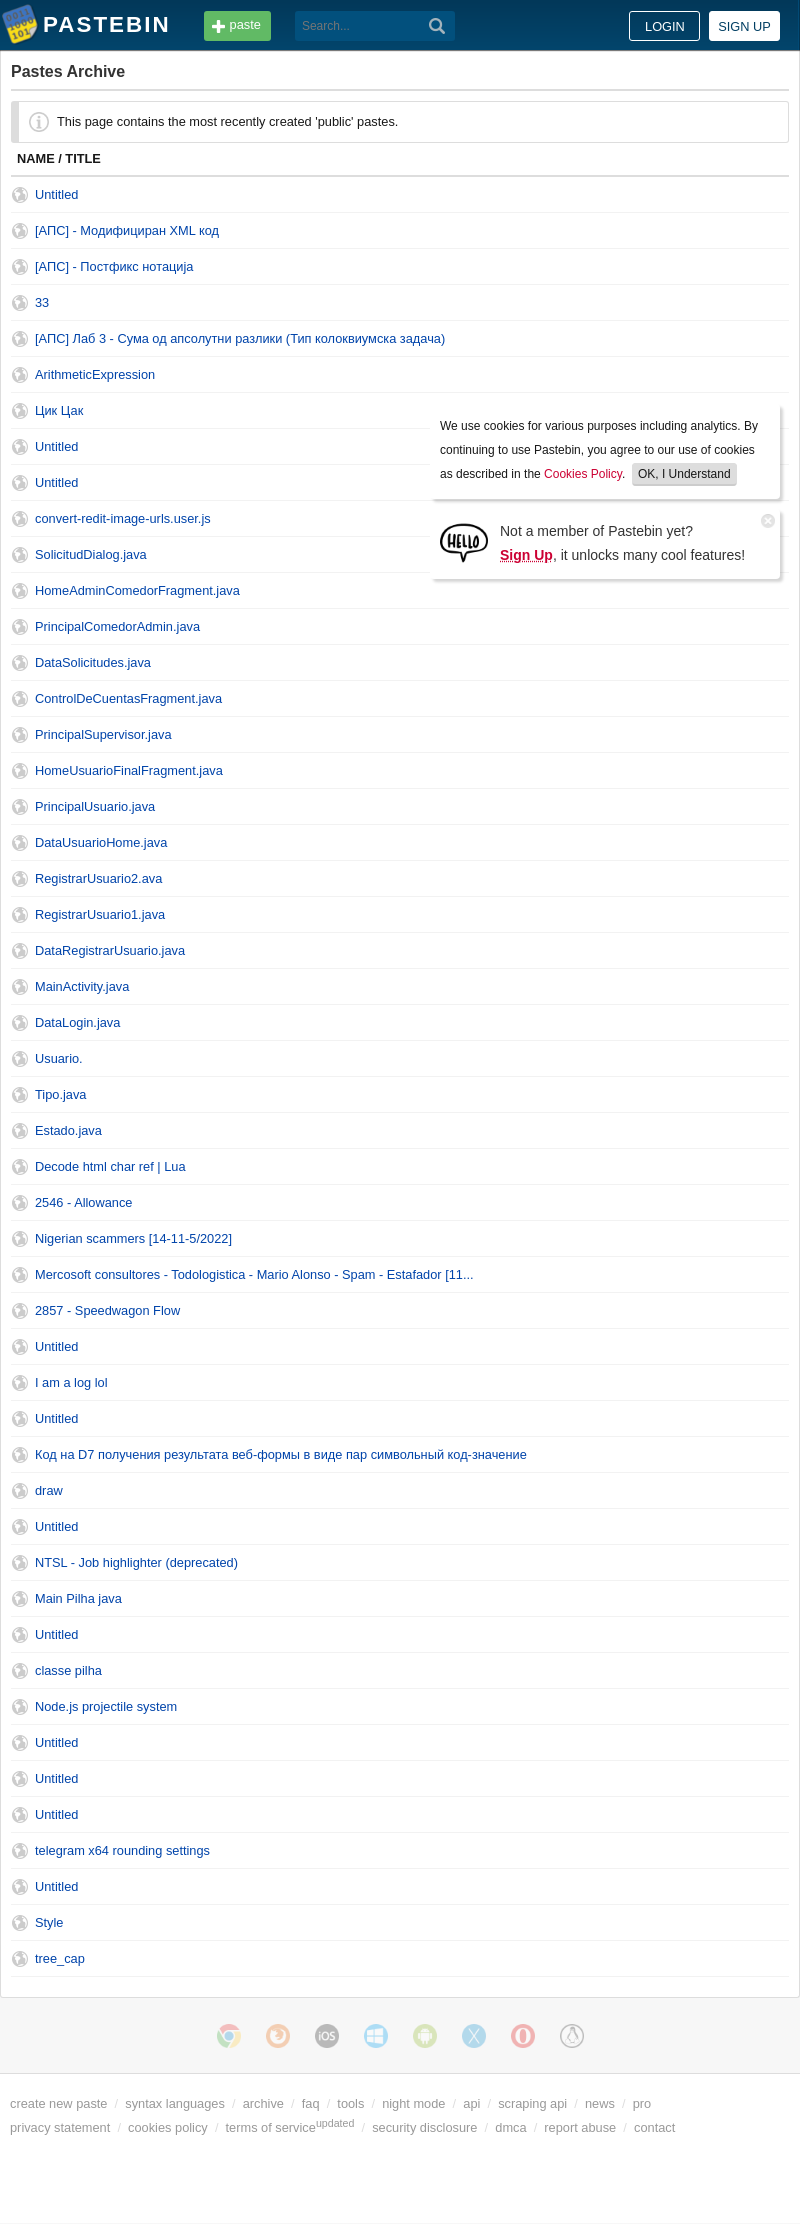 PASTEBIN
paste
Search...
LOGIN
SIGN UP
Pastes Archive
This page contains the most recently created 'public' pastes.
NAME / TITLE
Untitled
[АПС] - Модифициран XML код
[АПС] - Постфикс нотација
33
[АПС] Лаб 3 - Сума од апсолутни разлики (Тип колоквиумска задача)
ArithmeticExpression
Цик Цак
Untitled
Untitled
convert-redit-image-urls.user.js
SolicitudDialog.java
HomeAdminComedorFragment.java
PrincipalComedorAdmin.java
DataSolicitudes.java
ControlDeCuentasFragment.java
PrincipalSupervisor.java
HomeUsuarioFinalFragment.java
PrincipalUsuario.java
DataUsuarioHome.java
RegistrarUsuario2.ava
RegistrarUsuario1.java
DataRegistrarUsuario.java
MainActivity.java
DataLogin.java
Usuario.
Tipo.java
Estado.java
Decode html char ref | Lua
2546 - Allowance
Nigerian scammers [14-11-5/2022]
Mercosoft consultores - Todologistica - Mario Alonso - Spam - Estafador [11...
2857 - Speedwagon Flow
Untitled
I am a log lol
Untitled
Код на D7 получения результата веб-формы в виде пар символьный код-значение
draw
Untitled
NTSL - Job highlighter (deprecated)
Main Pilha java
Untitled
classe pilha
Node.js projectile system
Untitled
Untitled
Untitled
telegram x64 rounding settings
Untitled
Style
tree_cap
We use cookies for various purposes including analytics. By
continuing to use Pastebin, you agree to our use of cookies
as described in the Cookies Policy. OK, I Understand
HELLO
Not a member of Pastebin yet?
Sign Up, it unlocks many cool features!
iOS
create new paste / syntax languages / archive / faq / tools / night mode / api / scraping api / news / pro
privacy statement / cookies policy / terms of serviceupdated / security disclosure / dmca / report abuse / contact